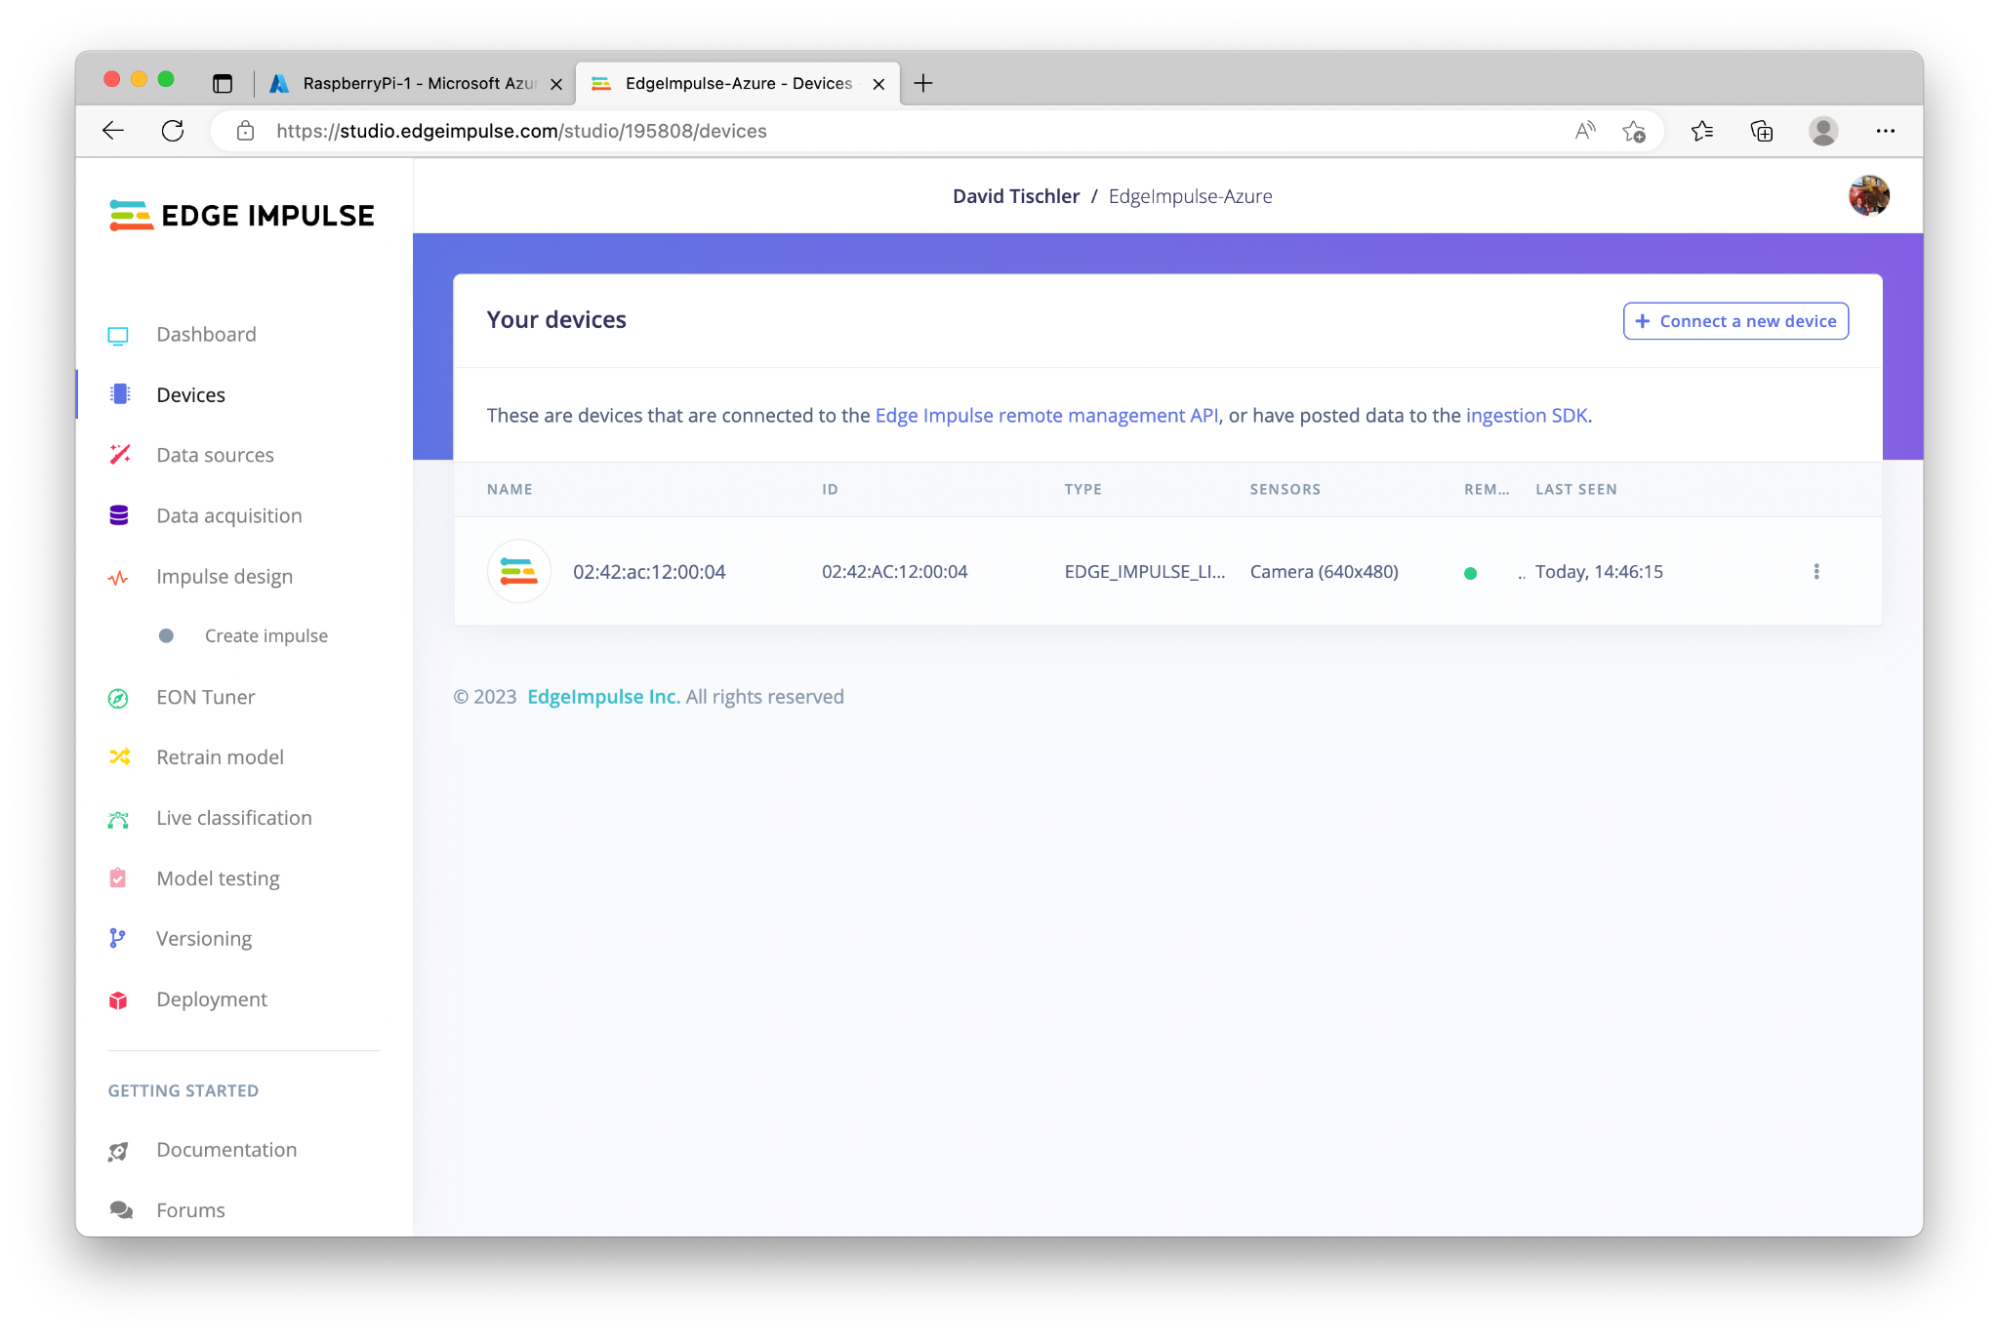 RaspberryPi-1 - Microsoft Azu
EdgeImpulse-Azure - Devices
https://studio.edgeimpulse.com/studio/195808/devices
EDGE IMPULSE
David Tischler / EdgeImpulse-Azure
Dashboard
Devices
Data sources
Data acquisition
Impulse design
Create impulse
EON Tuner
Retrain model
Live classification
Model testing
Versioning
Deployment
GETTING STARTED
Documentation
Forums
Your devices
+ Connect a new device
These are devices that are connected to the Edge Impulse remote management API, or have posted data to the ingestion SDK.
NAME ID TYPE SENSORS REM... LAST SEEN
02:42:ac:12:00:04 02:42:AC:12:00:04 EDGE_IMPULSE_LI... Camera (640x480) .. Today, 14:46:15
© 2023 EdgeImpulse Inc. All rights reserved